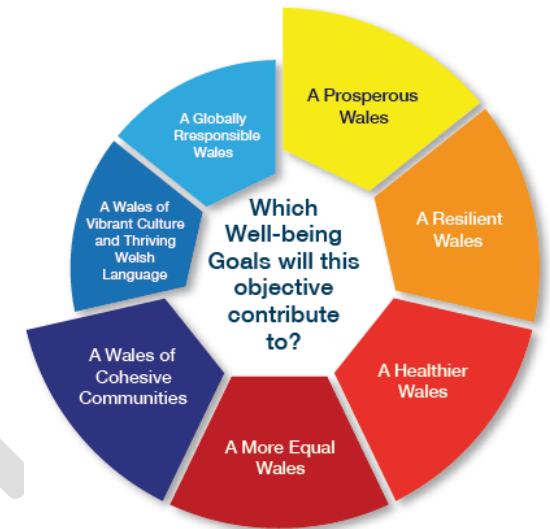 A Prosperous
Wales
A Resilient
Wales
A Healthier
Wales
A More Equal
Wales
A Wales of
Cohesive
Communities
A Wales of
Vibrant Culture
and Thriving
Welsh
Language
A Globally
Rresponsible
Wales
Which
Well-being
Goals will this
objective
contribute
to?